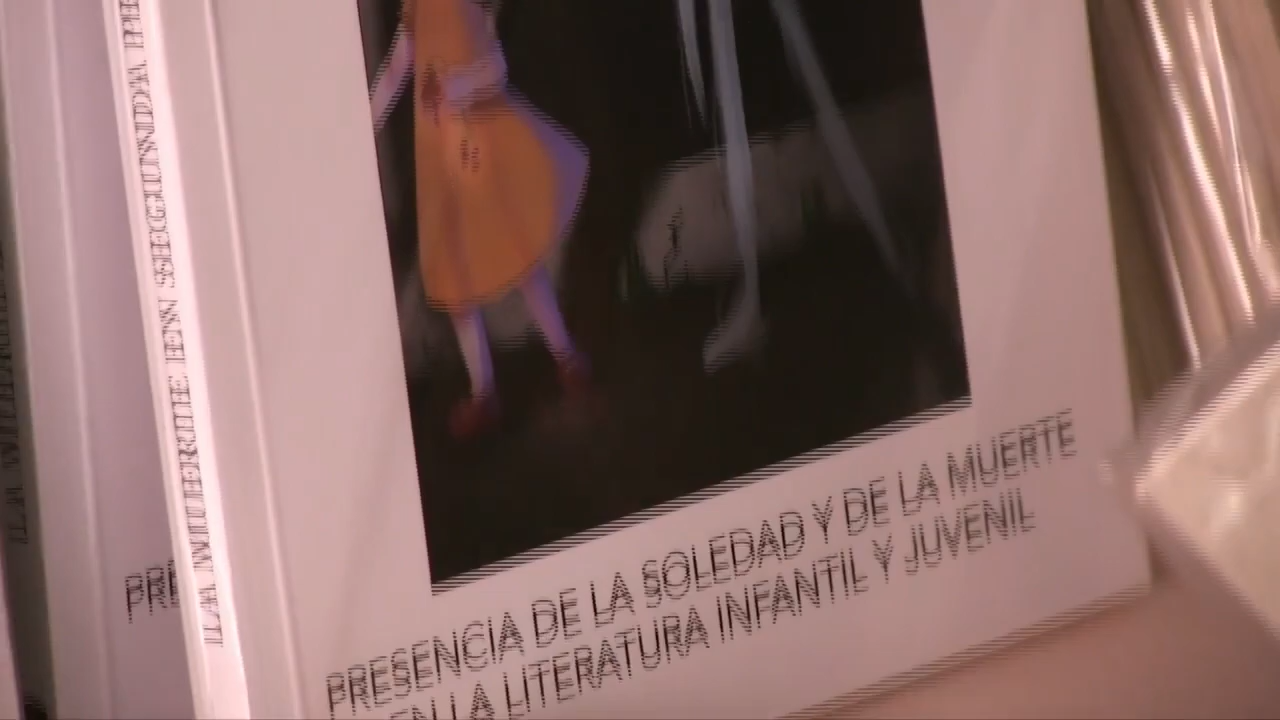 LA MUERTE EN SEGUNDA
PRESENCIA DE LA SOLEDAD Y DE LA MUERTE
EN LA LITERATURA INFANTIL Y JUVENIL
PRE